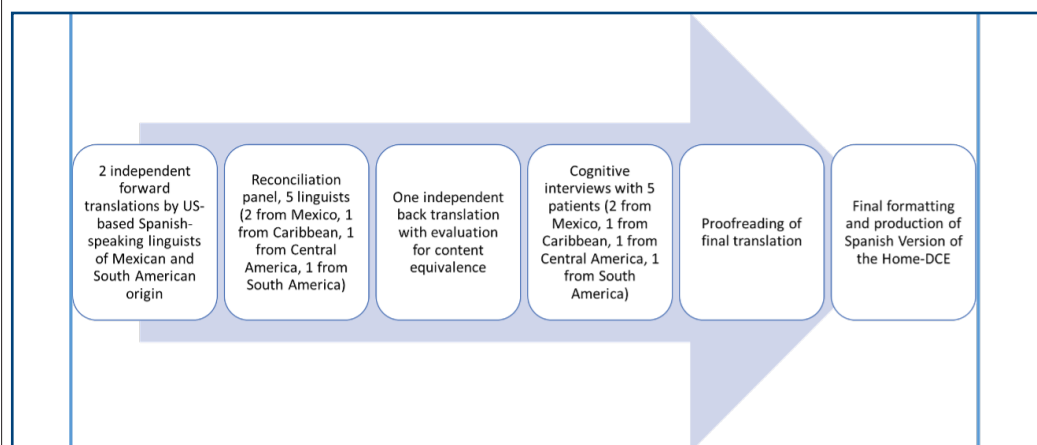 2 independent
forward
translations by US-
based Spanish-
speaking linguists
of Mexican and
South American
origin
Reconciliation
panel, 5 linguists
(2 from Mexico, 1
from Caribbean, 1
from Central
America, 1 from
South America)
One independent
back translation
with evaluation
for content
equivalence
Cognitive
interviews with 5
patients (2 from
Mexico, 1 from
Caribbean, 1 from
Central America, 1
from South
America)
Proofreading of
final translation
Final formatting
and production of
Spanish Version of
the Home-DCE